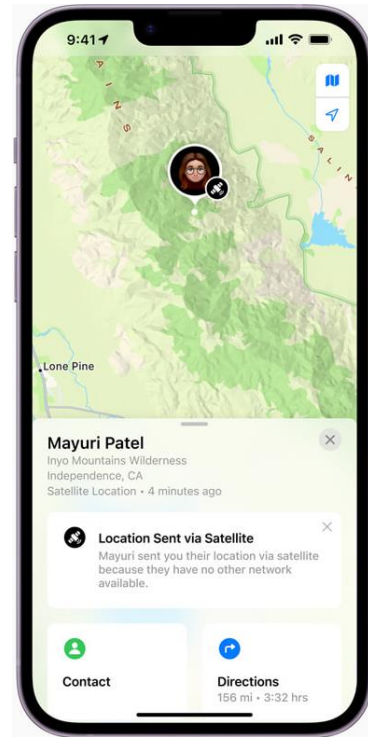 9:41
A
I
N
S
S
A
L
I
N
Lone Pine
Mayuri Patel
Inyo Mountains Wilderness
Independence, CA
Satellite Location • 4 minutes ago
Location Sent via Satellite
Mayuri sent you their location via satellite
because they have no other network
available.
Contact
Directions
156 mi • 3:32 hrs